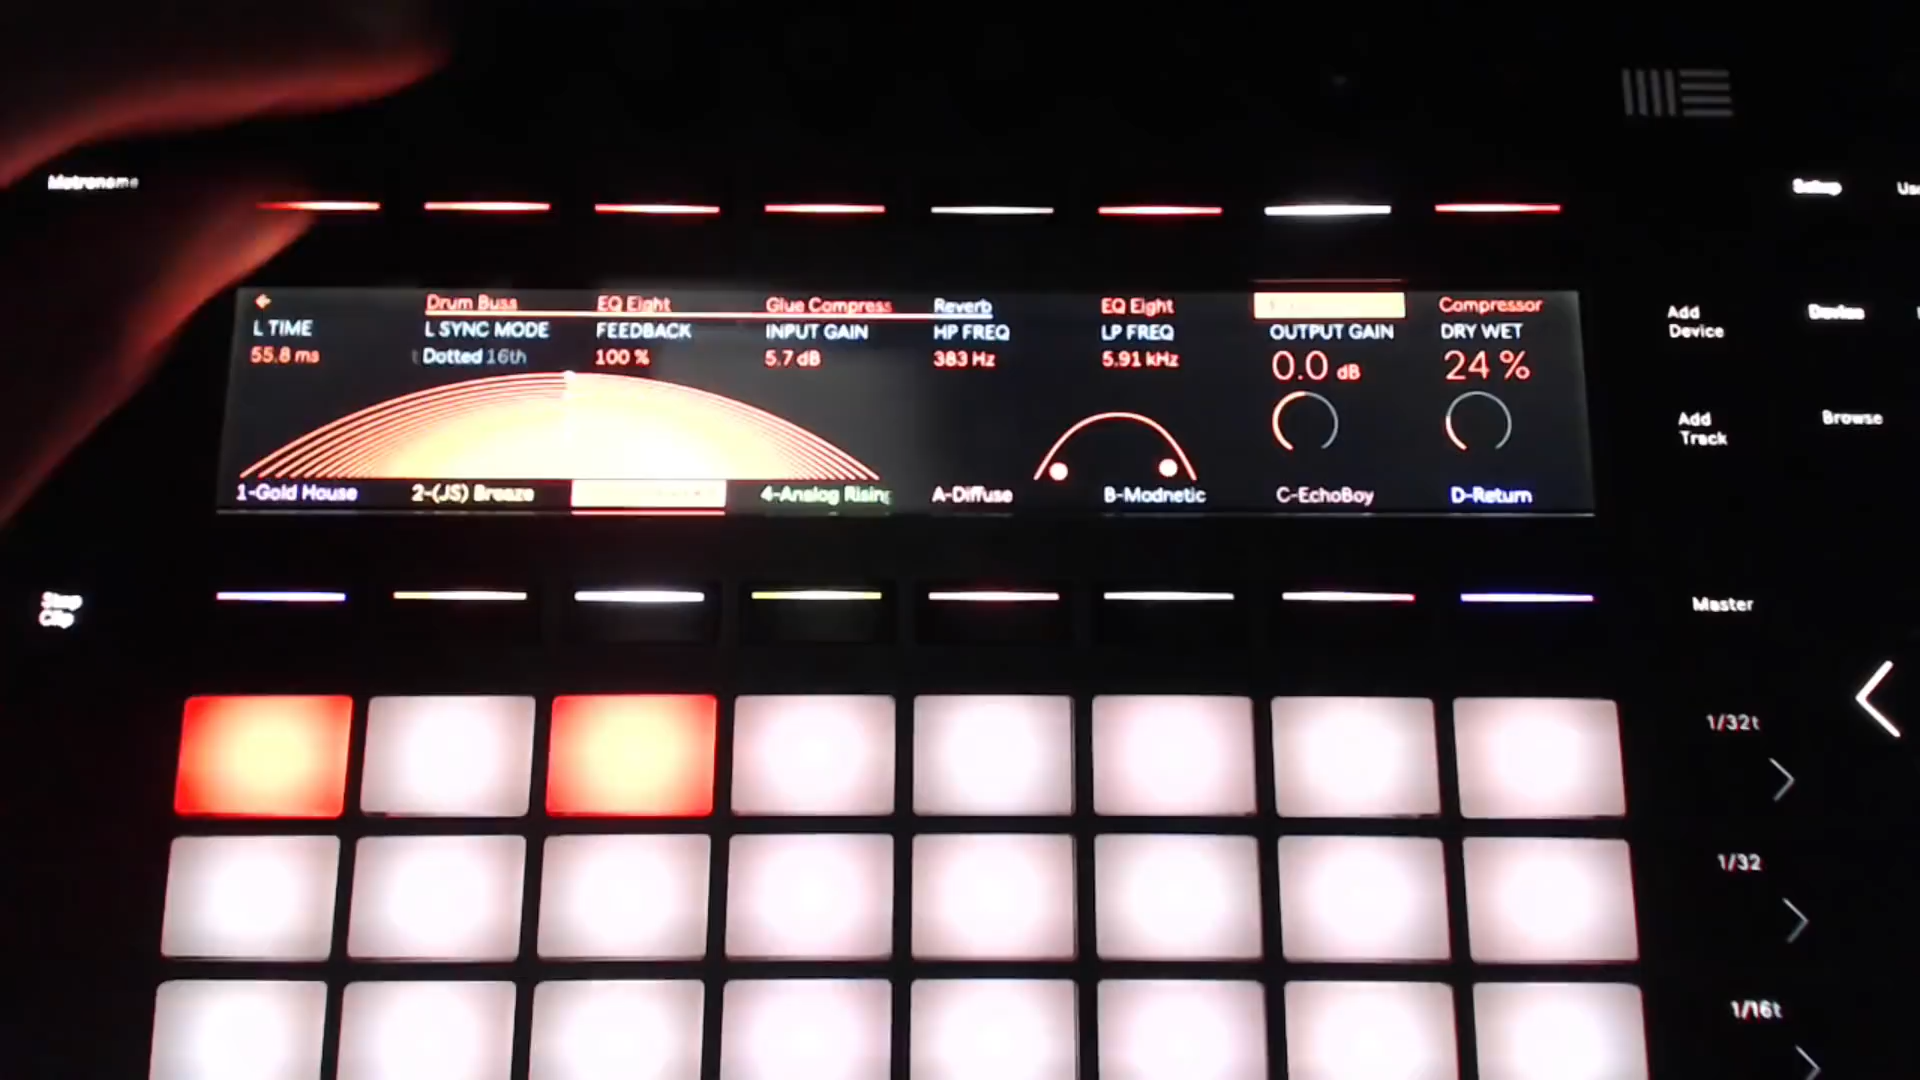 Metronome
Setup
Drum Buss EQ Eight Glue Compress Reverb EQ Eight Compressor
L TIME L SYNC MODE FEEDBACK INPUT GAIN HP FREQ LP FREQ OUTPUT GAIN DRY WET
55.8 ms Dotted 16th 100 % 5.7 dB 383 Hz 5.91 kHz 0.0 dB 24 %
1-Gold House 2-(JS) Breaze 4-Analog Rising A-Diffuse B-Modnetic C-EchoBoy D-Return
Add Device
Device
Add Track
Browse
Stop Clip
Master
1/32t
1/32
1/16t